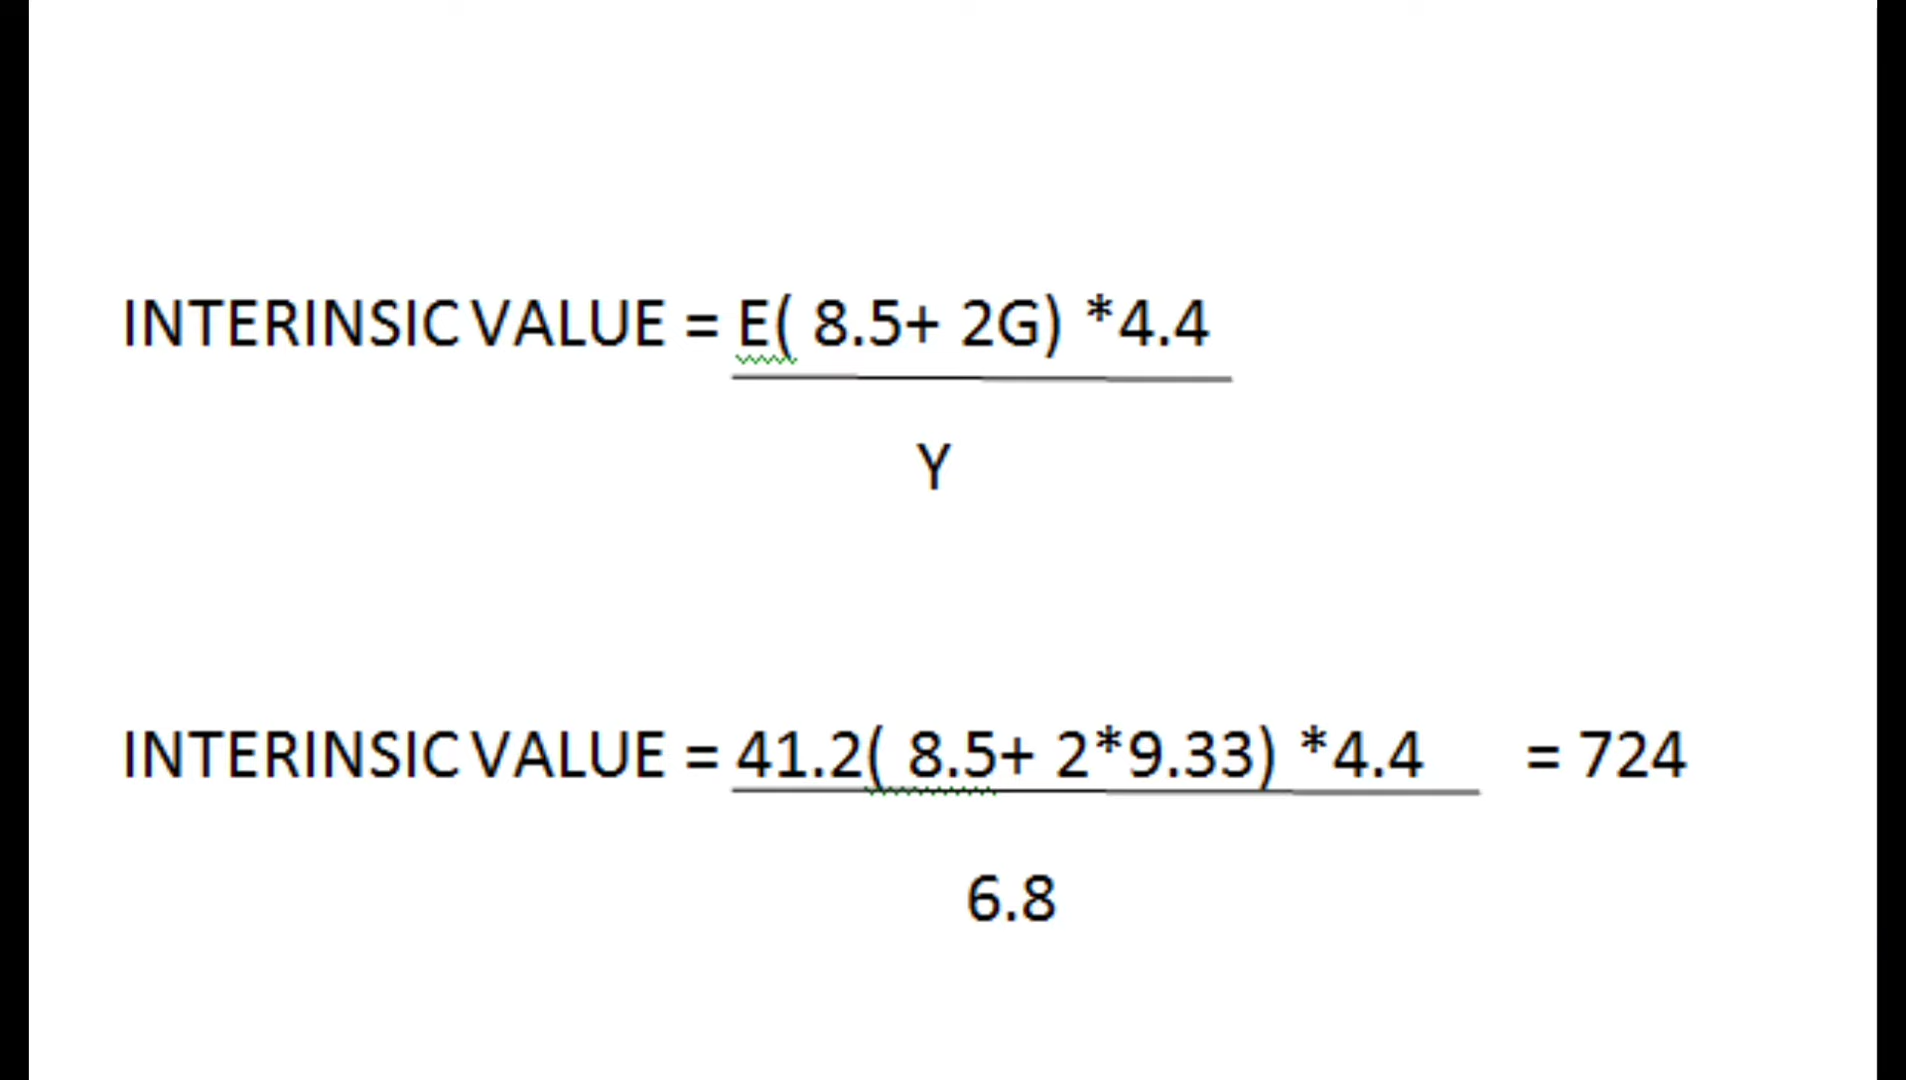 INTERINSIC VALUE = E( 8.5+ 2G) *4.4
Y
INTERINSIC VALUE = 41.2( 8.5+ 2*9.33) *4.4 = 724
6.8